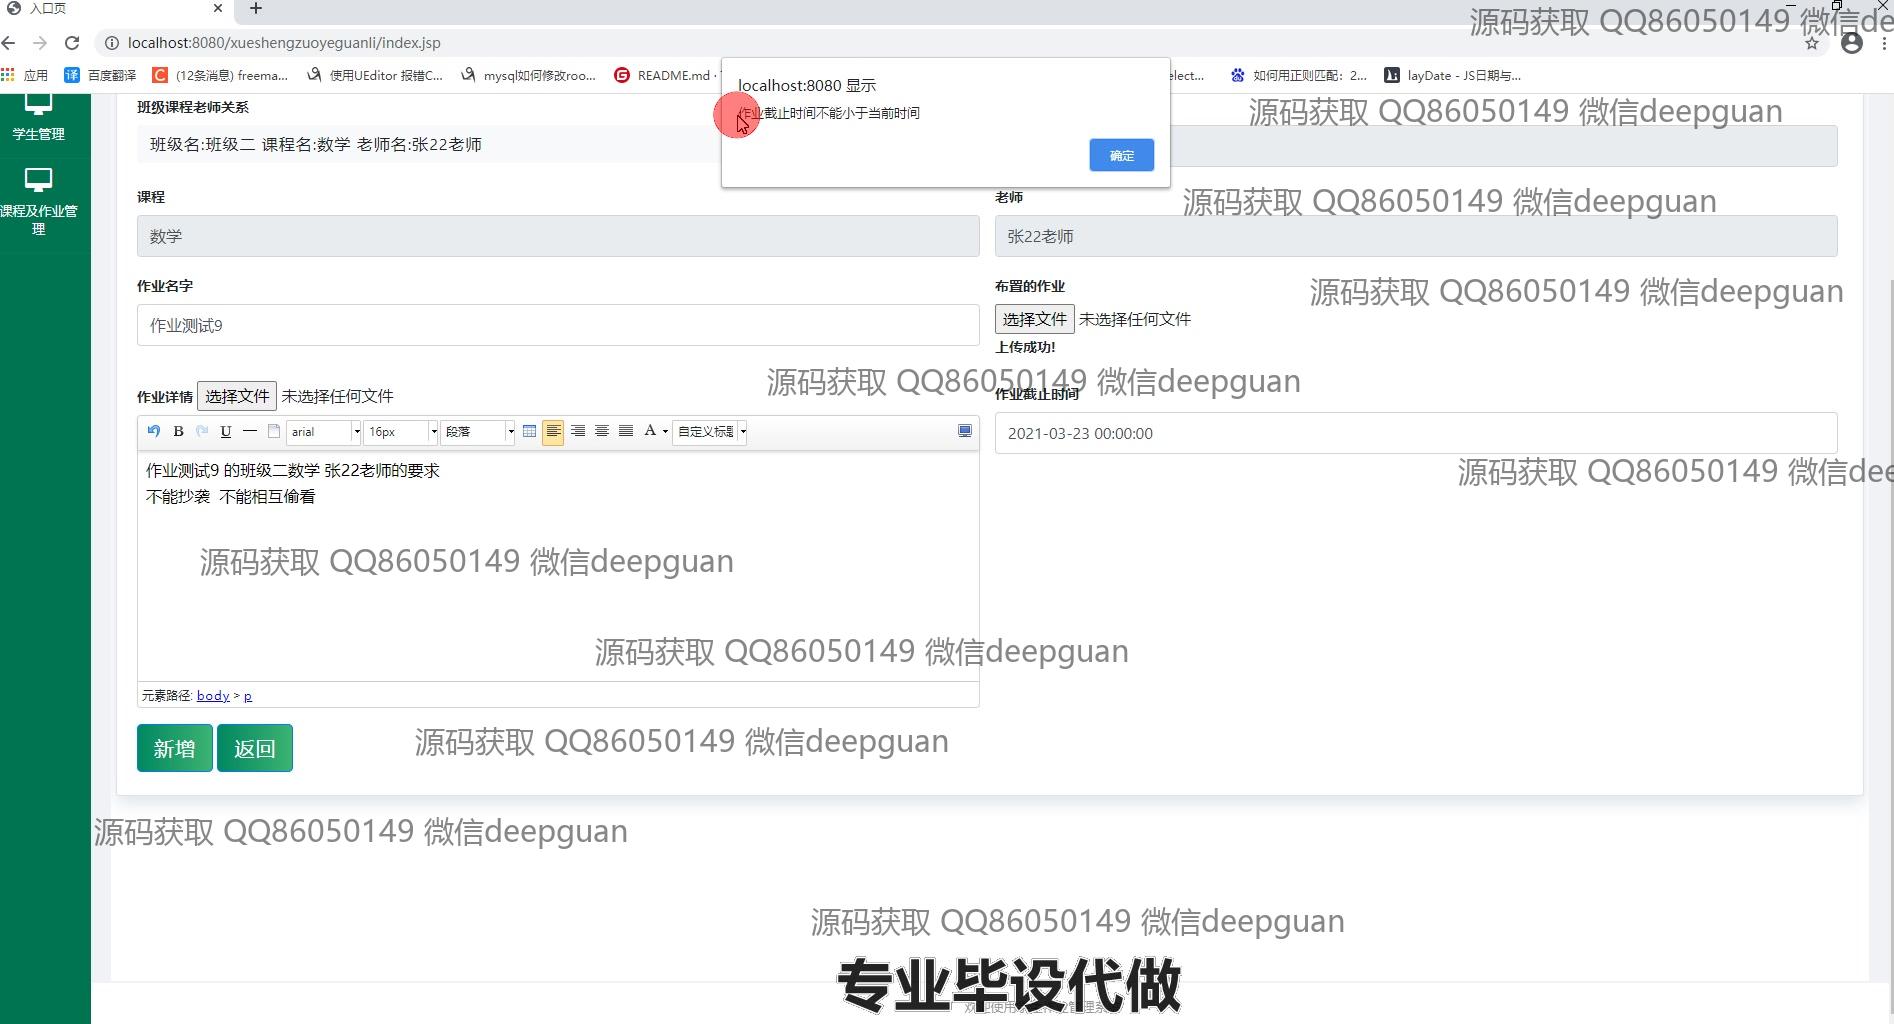 入口页
localhost:8080/xueshengzuoyeguanli/index.jsp
应用
百度翻译
(12条消息) freema...
使用UEditor 报错C...
mysql如何修改roo...
README.md ·
elect...
如何用正则匹配：2...
layDate - JS日期与...
源码获取 QQ86050149 微信de
localhost:8080 显示
作业截止时间不能小于当前时间
确定
学生管理
课程及作业管
理
班级课程老师关系
班级名:班级二 课程名:数学 老师名:张22老师
源码获取 QQ86050149 微信deepguan
课程
数学
老师
张22老师
源码获取 QQ86050149 微信deepguan
作业名字
作业测试9
布置的作业
选择文件 未选择任何文件
上传成功!
源码获取 QQ86050149 微信deepguan
作业详情 选择文件 未选择任何文件
源码获取 QQ86050149 微信deepguan
作业截止时间
2021-03-23 00:00:00
B U arial 16px 段落 A 自定义标题
源码获取 QQ86050149 微信dee
作业测试9 的班级二数学 张22老师的要求
不能抄袭 不能相互偷看
源码获取 QQ86050149 微信deepguan
源码获取 QQ86050149 微信deepguan
元素路径: body > p
新增 返回
源码获取 QQ86050149 微信deepguan
源码获取 QQ86050149 微信deepguan
源码获取 QQ86050149 微信deepguan
专业毕设代做